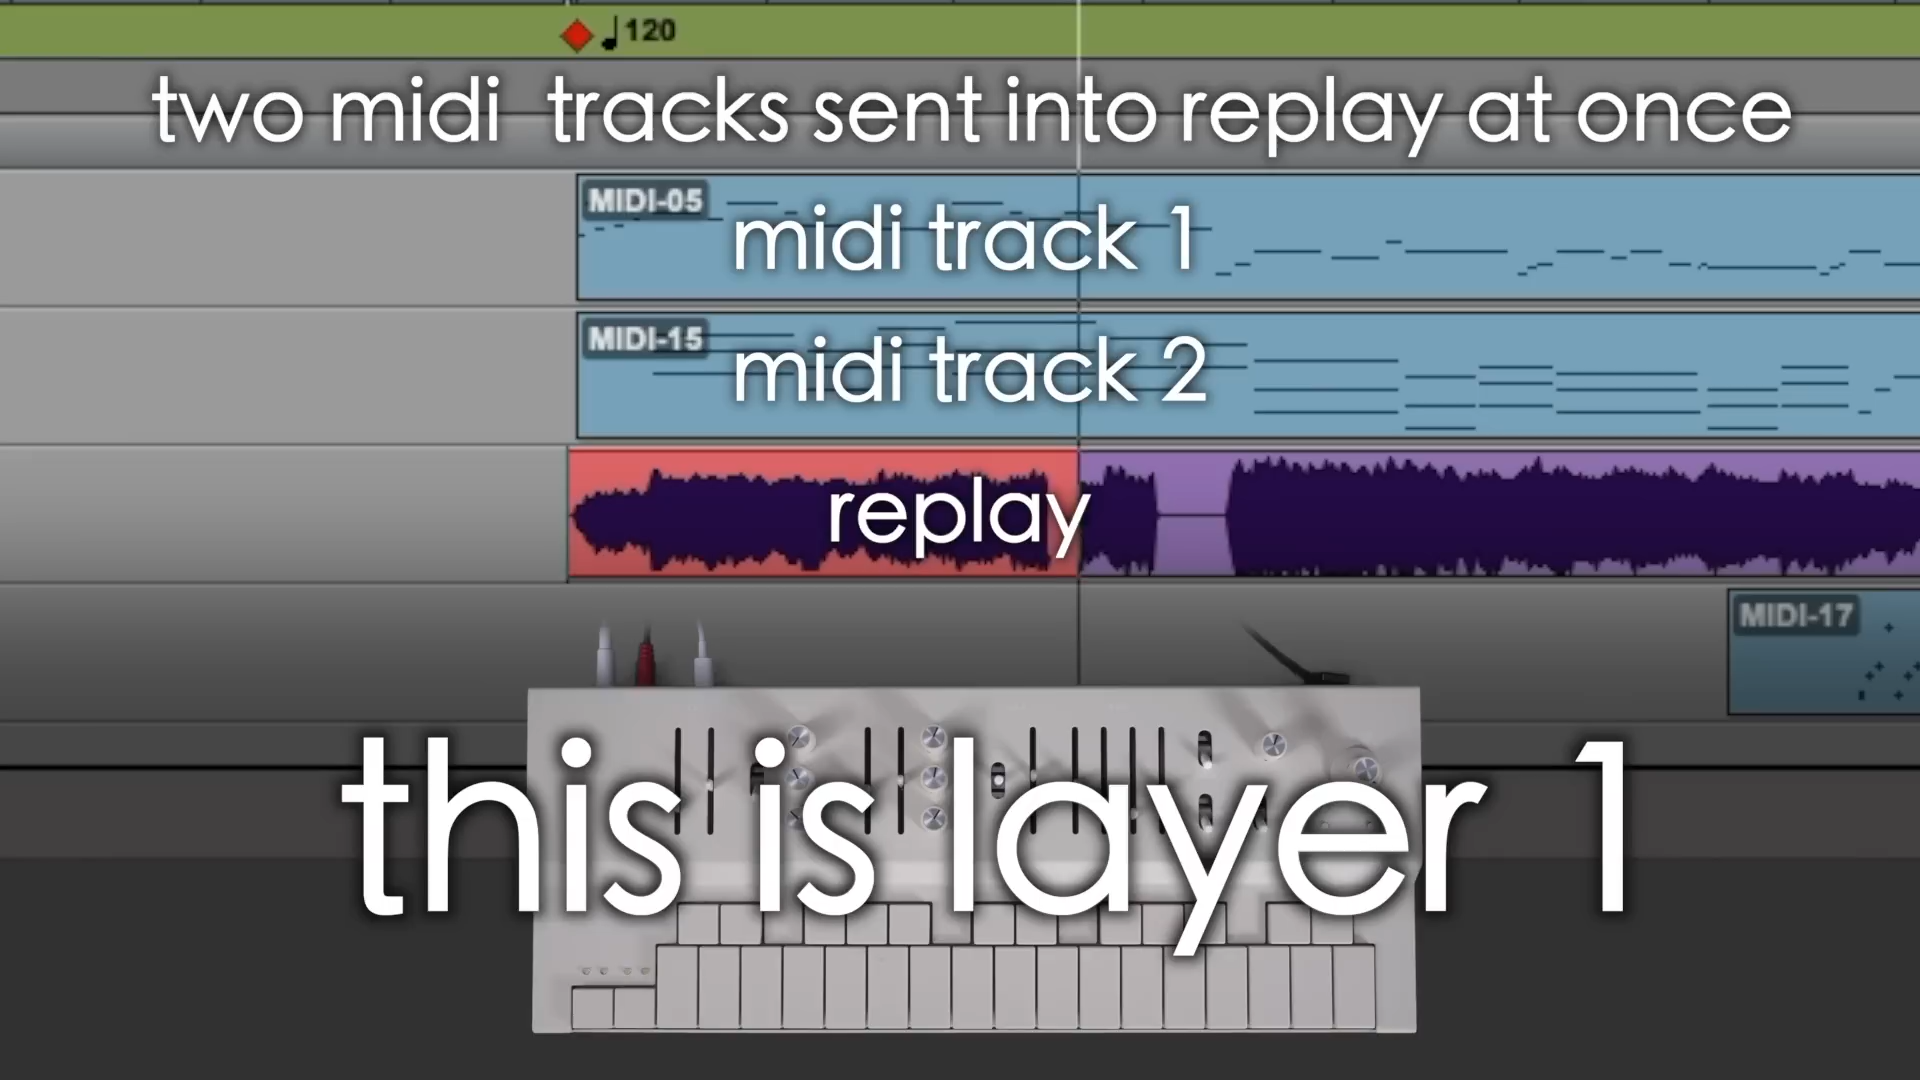 ♩120
two midi  tracks sent into replay at once
MIDI-05
midi track 1
MIDI-15
midi track 2
replay
MIDI-17
this is layer 1